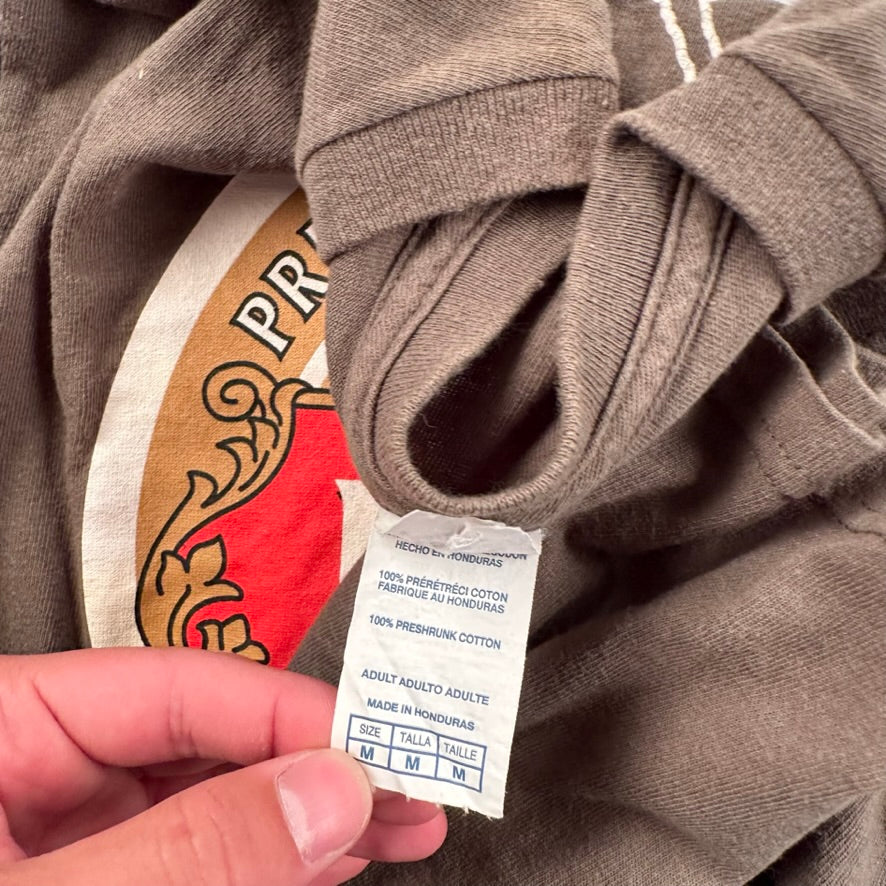 PR
HECHO EN HONDURAS
100% PRÉRÉTRÉCI COTON
FABRIQUE AU HONDURAS
100% PRESHRUNK COTTON
ADULT ADULTO ADULTE
MADE IN HONDURAS
SIZE TALLA TAILLE
M M M